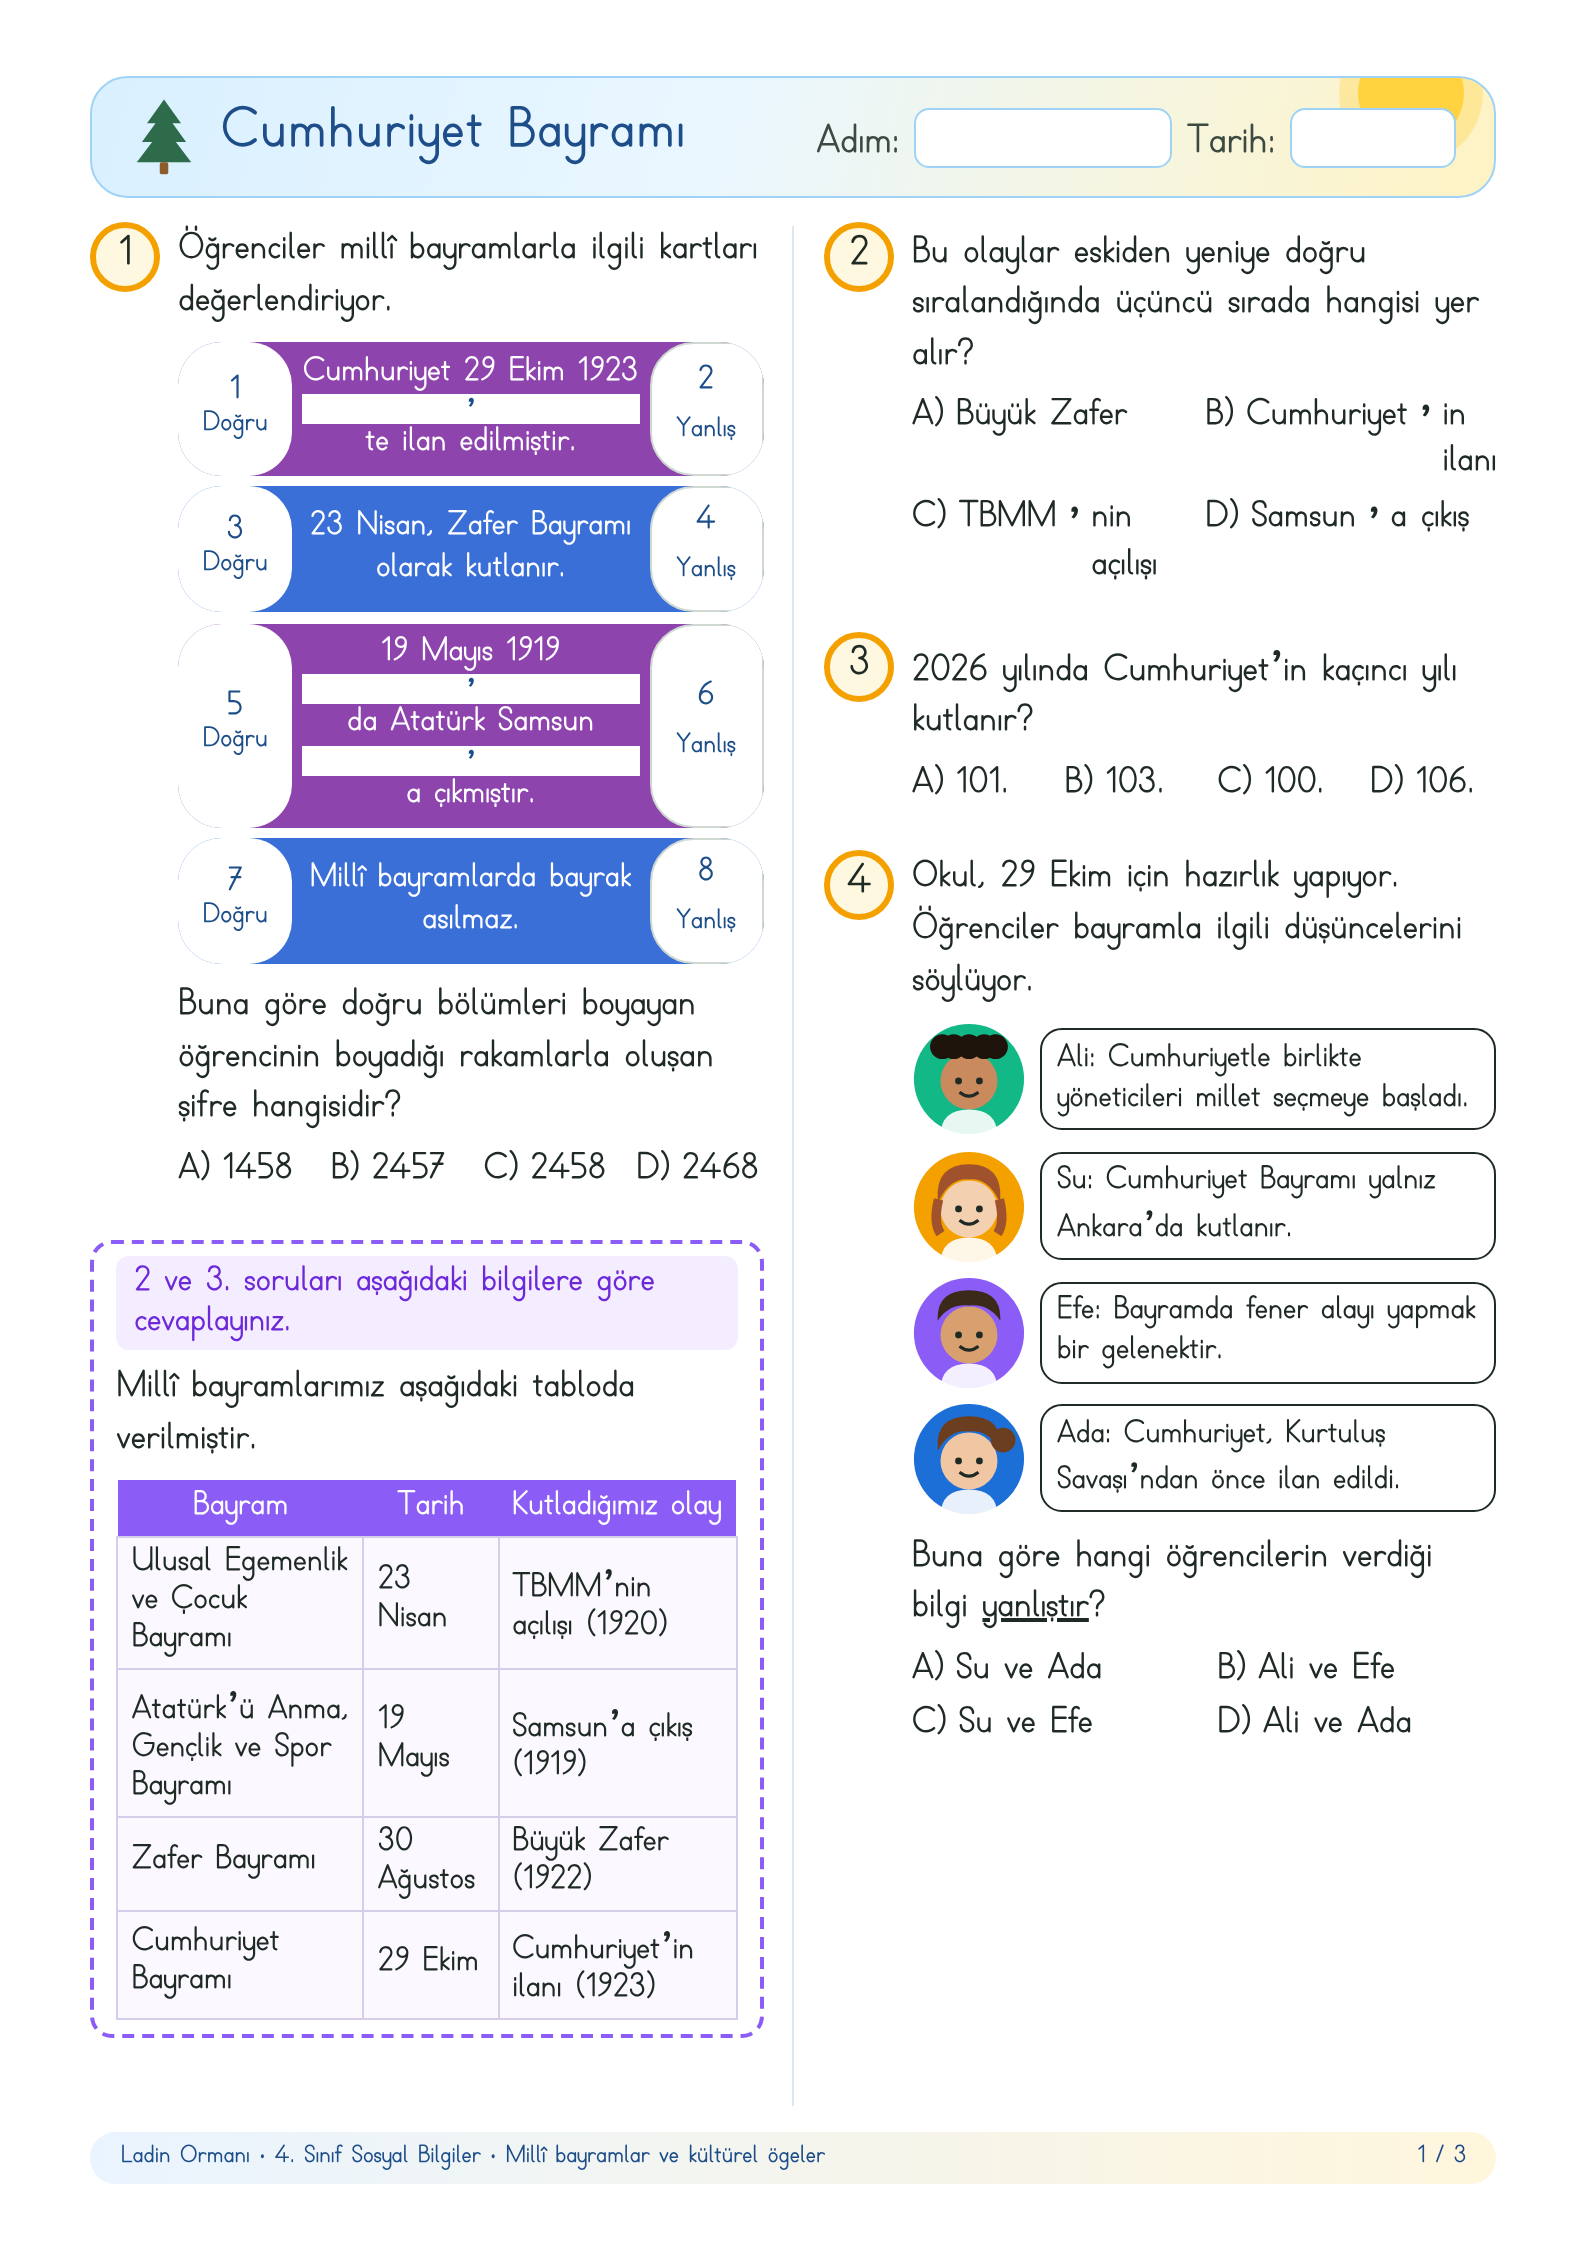 Cumhuriyet Bayramı
Adım:
Tarih:
1
Öğrenciler millî bayramlarla ilgili kartları
değerlendiriyor.
1
Doğru
Cumhuriyet 29 Ekim 1923
’
te ilan edilmiştir.
2
Yanlış
3
Doğru
23 Nisan, Zafer Bayramı
olarak kutlanır.
4
Yanlış
5
Doğru
19 Mayıs 1919
’
da Atatürk Samsun
’
a çıkmıştır.
6
Yanlış
7
Doğru
Millî bayramlarda bayrak
asılmaz.
8
Yanlış
Buna göre doğru bölümleri boyayan
öğrencinin boyadığı rakamlarla oluşan
şifre hangisidir?
A) 1458 B) 2457 C) 2458 D) 2468
2 ve 3. soruları aşağıdaki bilgilere göre
cevaplayınız.
Millî bayramlarımız aşağıdaki tabloda
verilmiştir.
Bayram Tarih Kutladığımız olay
Ulusal Egemenlik
ve Çocuk
Bayramı
23
Nisan
TBMM’nin
açılışı (1920)
Atatürk’ü Anma,
Gençlik ve Spor
Bayramı
19
Mayıs
Samsun’a çıkış
(1919)
Zafer Bayramı
30
Ağustos
Büyük Zafer
(1922)
Cumhuriyet
Bayramı
29 Ekim
Cumhuriyet’in
ilanı (1923)
2
Bu olaylar eskiden yeniye doğru
sıralandığında üçüncü sırada hangisi yer
alır?
A) Büyük Zafer
B) Cumhuriyet ’ in
ilanı
C) TBMM ’ nin
açılışı
D) Samsun ’ a çıkış
3
2026 yılında Cumhuriyet’in kaçıncı yılı
kutlanır?
A) 101. B) 103. C) 100. D) 106.
4
Okul, 29 Ekim için hazırlık yapıyor.
Öğrenciler bayramla ilgili düşüncelerini
söylüyor.
Ali: Cumhuriyetle birlikte
yöneticileri millet seçmeye başladı.
Su: Cumhuriyet Bayramı yalnız
Ankara’da kutlanır.
Efe: Bayramda fener alayı yapmak
bir gelenektir.
Ada: Cumhuriyet, Kurtuluş
Savaşı’ndan önce ilan edildi.
Buna göre hangi öğrencilerin verdiği
bilgi yanlıştır?
A) Su ve Ada B) Ali ve Efe
C) Su ve Efe D) Ali ve Ada
Ladin Ormanı • 4. Sınıf Sosyal Bilgiler • Millî bayramlar ve kültürel ögeler
1 / 3